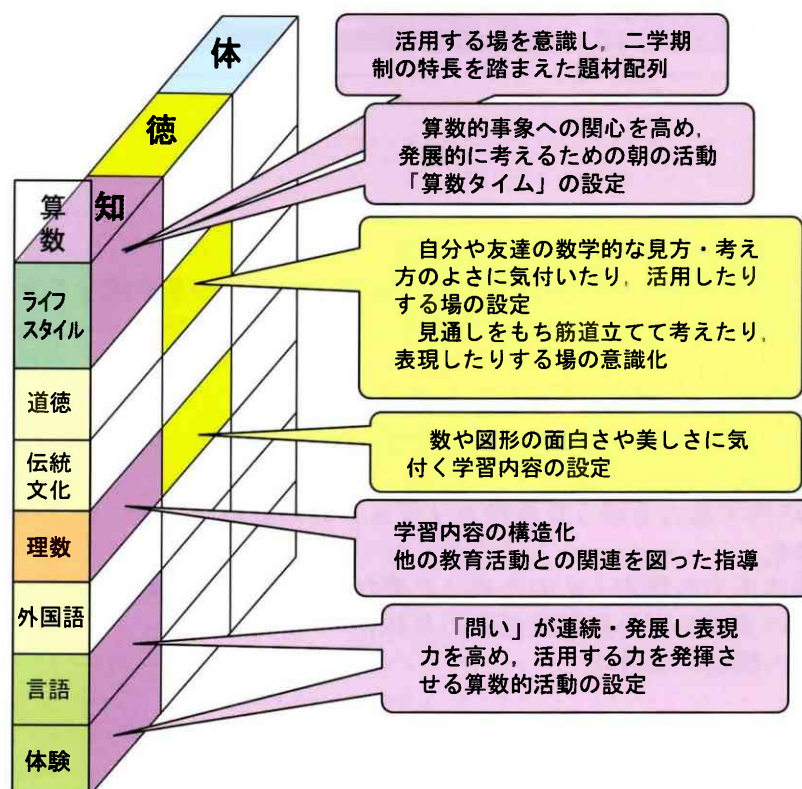 体
徳
知
算
数
ライフ
スタイル
道徳
伝統
文化
理数
外国語
言語
体験
活用する場を意識し，二学期
制の特長を踏まえた題材配列
算数的事象への関心を高め，
発展的に考えるための朝の活動
「算数タイム」の設定
自分や友達の数学的な見方・考え
方のよさに気付いたり，活用したり
する場の設定
見通しをもち筋道立てて考えたり，
表現したりする場の意識化
数や図形の面白さや美しさに気
付く学習内容の設定
学習内容の構造化
他の教育活動との関連を図った指導
「問い」が連続・発展し表現
力を高め，活用する力を発揮さ
せる算数的活動の設定